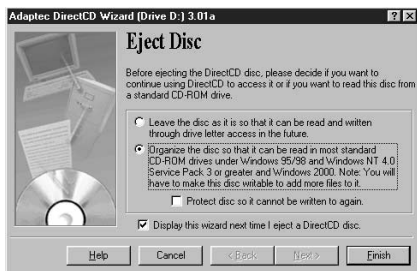 Adaptec DirectCD Wizard (Drive D:) 3.01a
Eject Disc
Before ejecting the DirectCD disc, please decide if you want to
continue using DirectCD to access it or if you want to read this disc from
a standard CD-ROM drive.
Leave the disc as it is so that it can be read and written
through drive letter access in the future.
Organize the disc so that it can be read in most standard
CD-ROM drives under Windows 95/98 and Windows NT 4.0
Service Pack 3 or greater and Windows 2000. Note: You will
have to make this disc writable to add more files to it.
Protect disc so it cannot be written to again.
Display this wizard next time I eject a DirectCD disc.
Help Cancel < Back Next > Finish